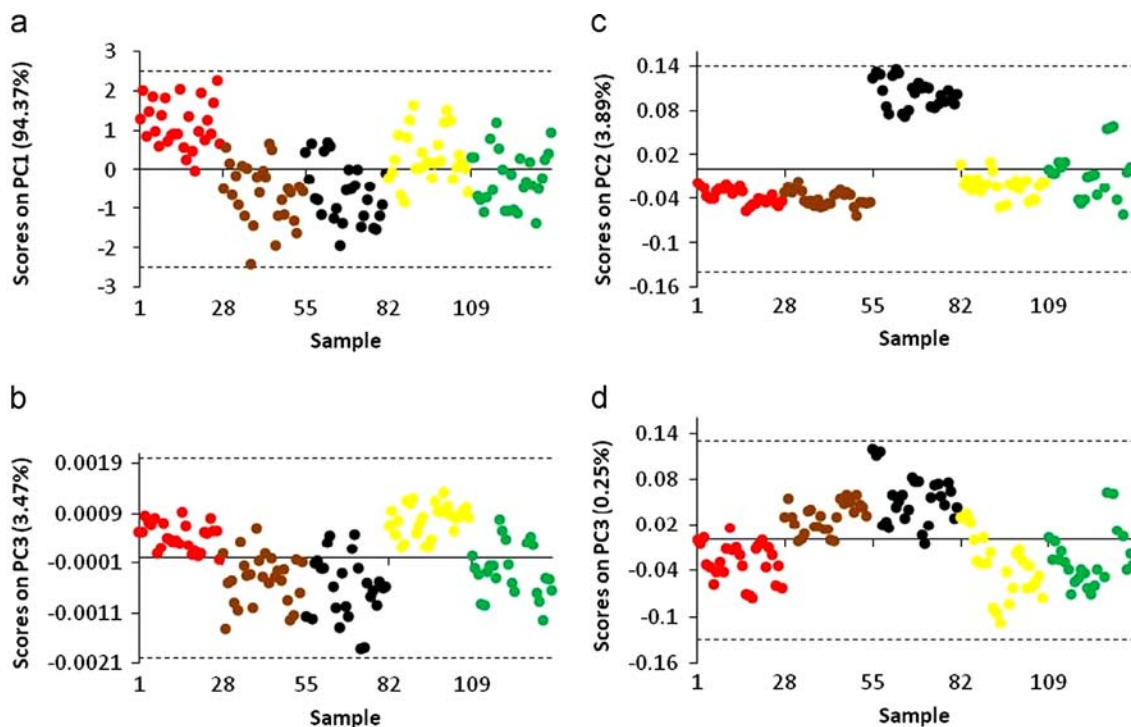 a
Scores on PC1 (94.37%)
3
2
1
0
-1
-2
-3
1 28 55 82 109
Sample
b
Scores on PC3 (3.47%)
0.0019
0.0009
-0.0001
-0.0011
-0.0021
1 28 55 82 109
Sample
c
Scores on PC2 (3.89%)
0.14
0.08
0.02
-0.04
-0.1
-0.16
1 28 55 82 109
Sample
d
Scores on PC3 (0.25%)
0.14
0.08
0.02
-0.04
-0.1
-0.16
1 28 55 82 109
Sample